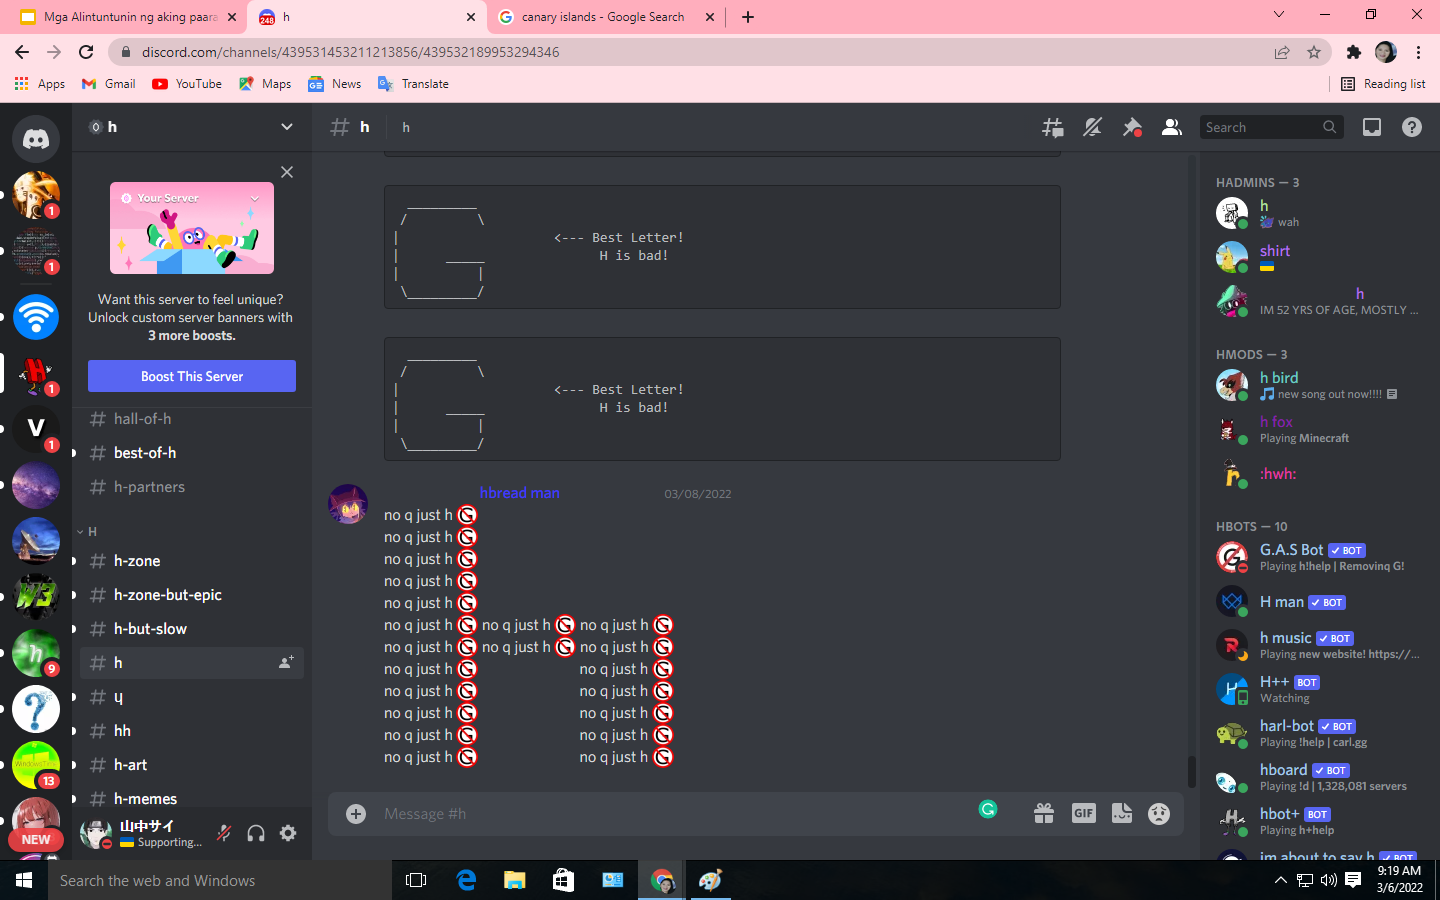 Mga Alintuntunin ng aking paara
248
h
canary islands - Google Search
discord.com/channels/439531453211213856/439532189953294346
Apps
Gmail
YouTube
Maps
News
Translate
Reading list
h
h
h
Search
Your Server
Want this server to feel unique?
Unlock custom server banners with
3 more boosts.
Boost This Server
hall-of-h
best-of-h
h-partners
H
h-zone
h-zone-but-epic
h-but-slow
h
ų
hh
h-art
h-memes
1
1
1
V
1
h
9
?
13
NEW
山中サイ
Supporting...
<--- Best Letter!
H is bad!
<--- Best Letter!
H is bad!
hbread man 03/08/2022
no q just h G
no q just h G
no q just h G
no q just h G
no q just h G
no q just h G no q just h G no q just h G
no q just h G no q just h G no q just h G
no q just h G no q just h G
no q just h G no q just h G
no q just h G no q just h G
no q just h G no q just h G
no q just h G no q just h G
Message #h
GIF
HADMINS — 3
h
wah
shirt
h
IM 52 YRS OF AGE, MOSTLY ...
HMODS — 3
h bird
new song out now!!!!
h fox
Playing Minecraft
:hwh:
HBOTS — 10
G.A.S Bot BOT
Playing h!help | Removinq G!
H man BOT
h music BOT
Playing new website! https://...
H++ BOT
Watching
harl-bot BOT
Playing !help | carl.gg
hboard BOT
Playing !d | 1,328,081 servers
hbot+ BOT
Playing h+help
im about to say h BOT
Search the web and Windows
9:19 AM
3/6/2022